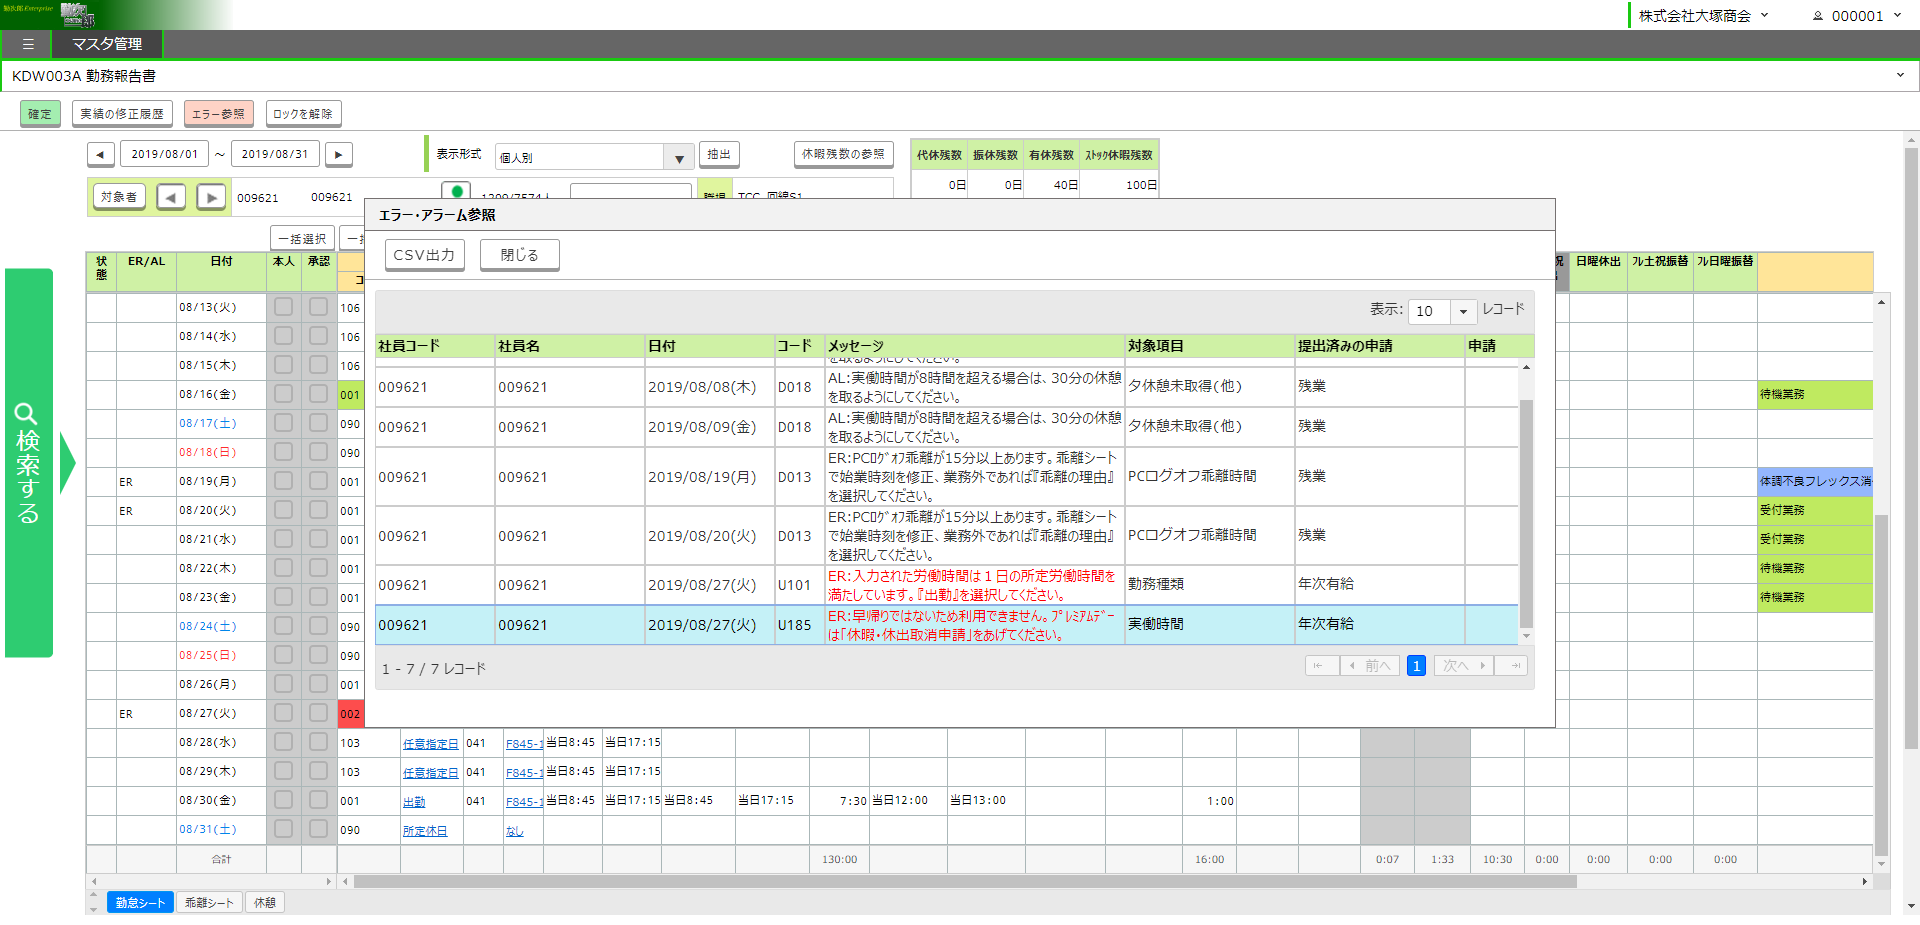 勤次郎Enterprise
株式会社大塚商会
000001
マスタ管理
KDW003A 勤務報告書
確定
実績の修正履歴
エラー参照
ロックを解除
2019/08/01 ～ 2019/08/31
表示形式
個人別
抽出
休暇残数の参照
代休残数 振休残数 有休残数 ｽﾄｯｸ休暇残数
0日 0日 40日 100日
対象者
009621 009621
一括選択
エラー・アラーム参照
CSV出力 閉じる
表示: 10 レコード
社員コード 社員名 日付 コード メッセージ 対象項目 提出済みの申請 申請
を取るようにしてください。
009621 009621 2019/08/08(木) D018 AL:実働時間が8時間を超える場合は、30分の休憩
を取るようにしてください。 夕休憩未取得(他) 残業
009621 009621 2019/08/09(金) D018 AL:実働時間が8時間を超える場合は、30分の休憩
を取るようにしてください。 夕休憩未取得(他) 残業
009621 009621 2019/08/19(月) D013 ER:PCﾛｸﾞｵﾌ乖離が15分以上あります。乖離シート
で始業時刻を修正、業務外であれば『乖離の理由』
を選択してください。 PCログオフ乖離時間 残業
009621 009621 2019/08/20(火) D013 ER:PCﾛｸﾞｵﾌ乖離が15分以上あります。乖離シート
で始業時刻を修正、業務外であれば『乖離の理由』
を選択してください。 PCログオフ乖離時間 残業
009621 009621 2019/08/27(火) U101 ER:入力された労働時間は１日の所定労働時間を
満たしています。『出勤』を選択してください。 勤務種類 年次有給
009621 009621 2019/08/27(火) U185 ER:早帰りではないため利用できません。ﾌﾟﾚﾐｱﾑﾃﾞｰ
は「休暇・休出取消申請」をあげてください。 実働時間 年次有給
1 - 7 / 7 レコード
前へ 1 次へ
状態 ER/AL 日付 本人 承認
日曜休出 ﾌﾚ土祝振替 ﾌﾚ日曜振替
08/13(火) 106
08/14(水) 106
08/15(木) 106
08/16(金) 001 待機業務
08/17(土) 090
08/18(日) 090
ER 08/19(月) 001 体調不良フレックス消
ER 08/20(火) 001 受付業務
08/21(水) 001 受付業務
08/22(木) 001 待機業務
08/23(金) 001 待機業務
08/24(土) 090
08/25(日) 090
08/26(月) 001
ER 08/27(火) 002
08/28(水) 103 任意指定日 041 F845-1 当日8:45 当日17:15
08/29(木) 103 任意指定日 041 F845-1 当日8:45 当日17:15
08/30(金) 001 出勤 041 F845-1 当日8:45 当日17:15 当日8:45 当日17:15 7:30 当日12:00 当日13:00 1:00
08/31(土) 090 所定休日 なし
合計 130:00 16:00 0:07 1:33 10:30 0:00 0:00 0:00 0:00
勤怠シート 乖離シート 休憩
検索する